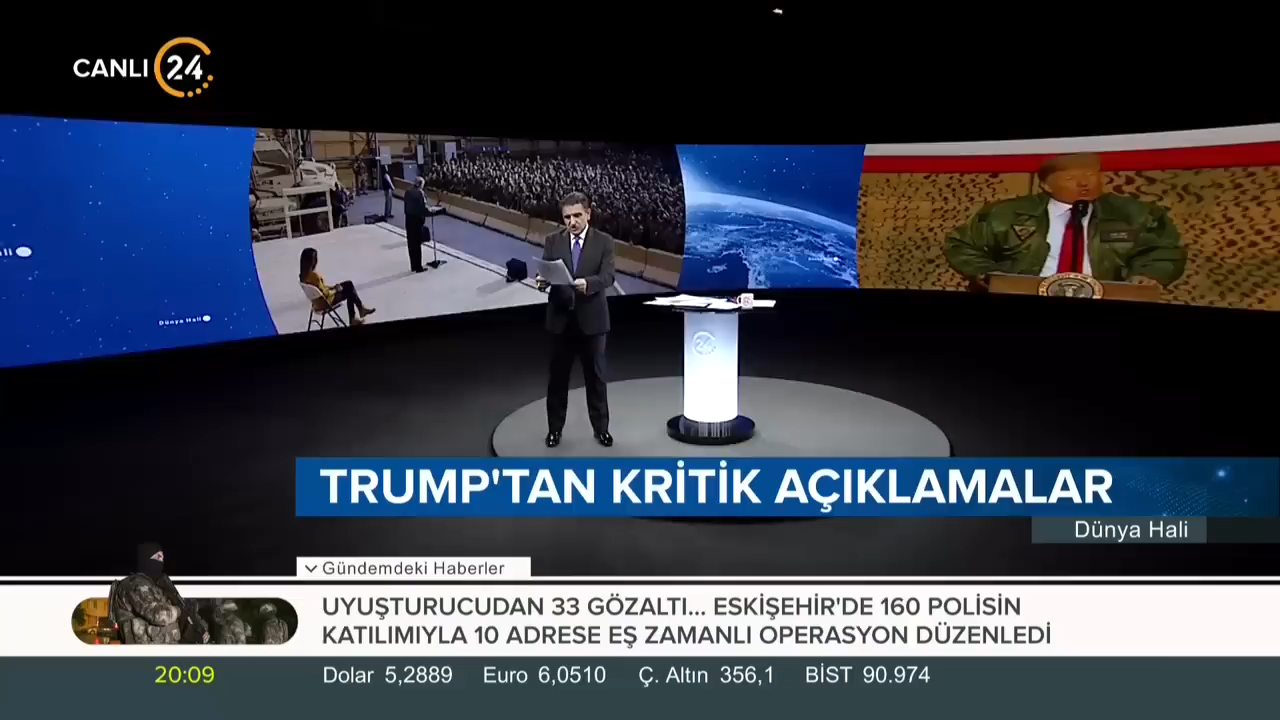 CANLI 24
li
Dünya Hali
24
TRUMP'TAN KRİTİK AÇIKLAMALAR
Dünya Hali
Gündemdeki Haberler
UYUŞTURUCUDAN 33 GÖZALTI... ESKİŞEHİR'DE 160 POLİSİN
KATILIMIYLA 10 ADRESE EŞ ZAMANLI OPERASYON DÜZENLEDİ
20:09 Dolar 5,2889 Euro 6,0510 Ç. Altın 356,1 BİST 90.974